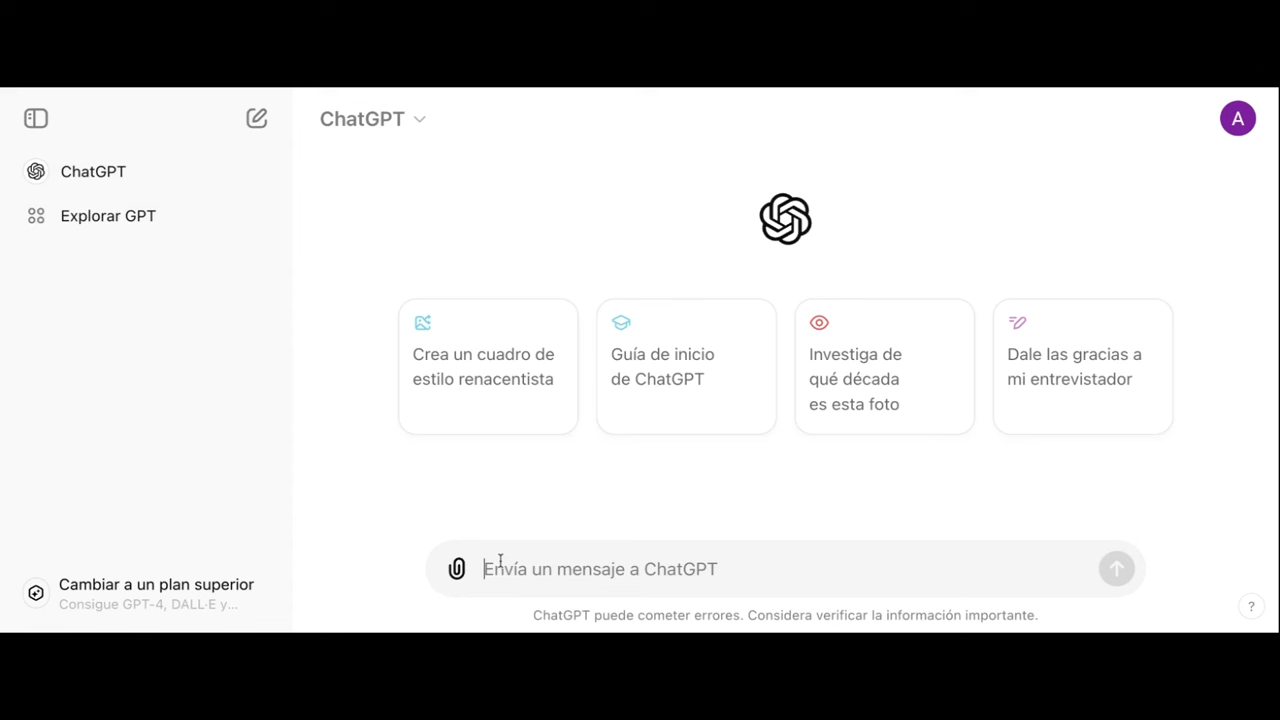 ChatGPT
A
ChatGPT
Explorar GPT
Crea un cuadro de
estilo renacentista
Guía de inicio
de ChatGPT
Investiga de
qué década
es esta foto
Dale las gracias a
mi entrevistador
Envía un mensaje a ChatGPT
Cambiar a un plan superior
Consigue GPT-4, DALL·E y...
ChatGPT puede cometer errores. Considera verificar la información importante.
?